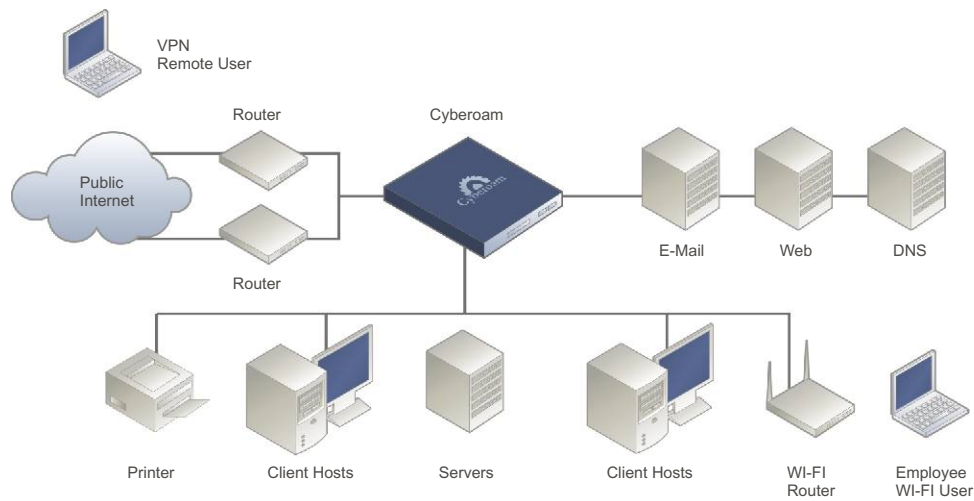 VPN
Remote User
Router
Cyberoam
Public
Internet
Cyberoam
E-Mail
Web
DNS
Router
Printer
Client Hosts
Servers
Client Hosts
WI-FI
Router
Employee
WI-FI User